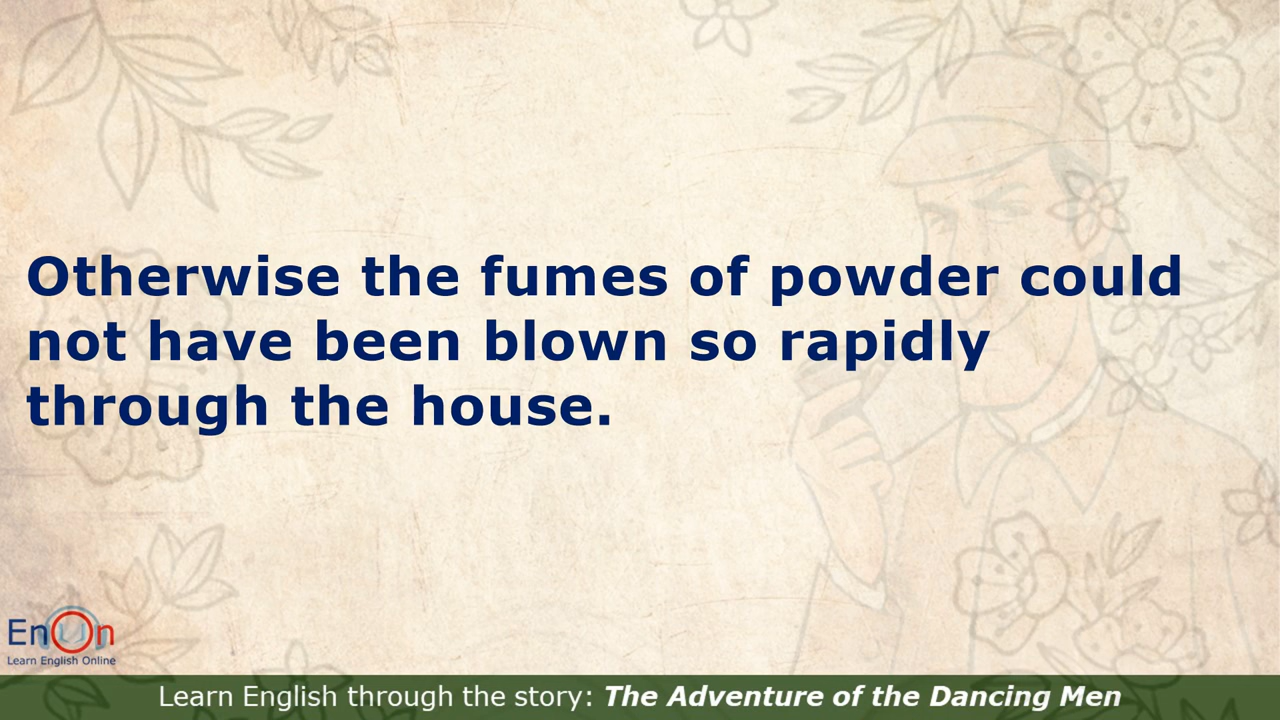 Otherwise the fumes of powder could
not have been blown so rapidly
through the house.
EnOn
Learn English Online
Learn English through the story: The Adventure of the Dancing Men